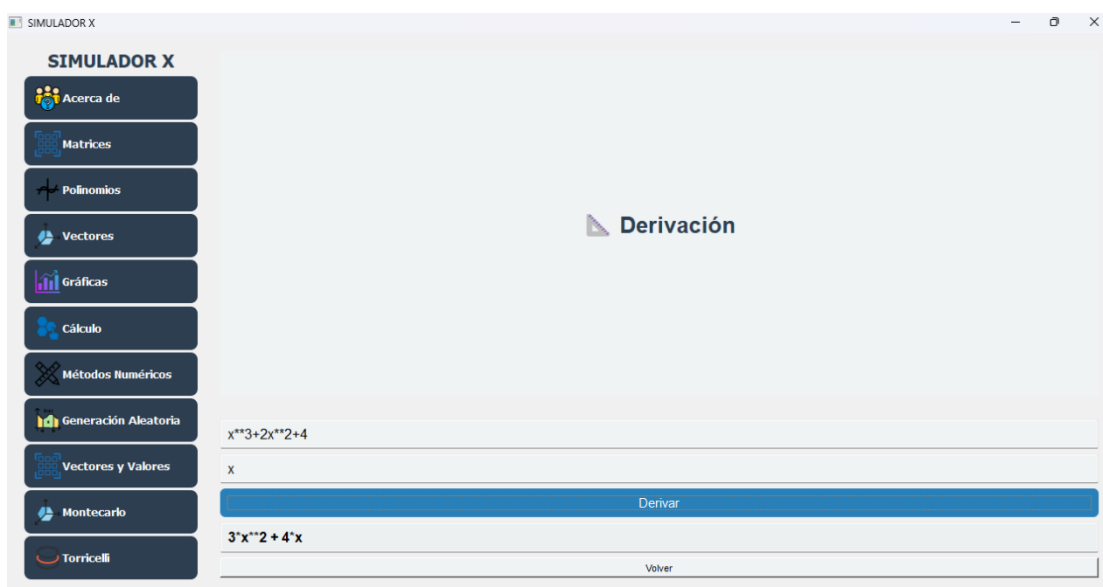 SIMULADOR X
SIMULADOR X
Acerca de
Matrices
Polinomios
Vectores
Gráficas
Cálculo
Métodos Numéricos
Generación Aleatoria
Vectores y Valores
Montecarlo
Torricelli
Derivación
x**3+2x**2+4
x
Derivar
3*x**2 + 4*x
Volver